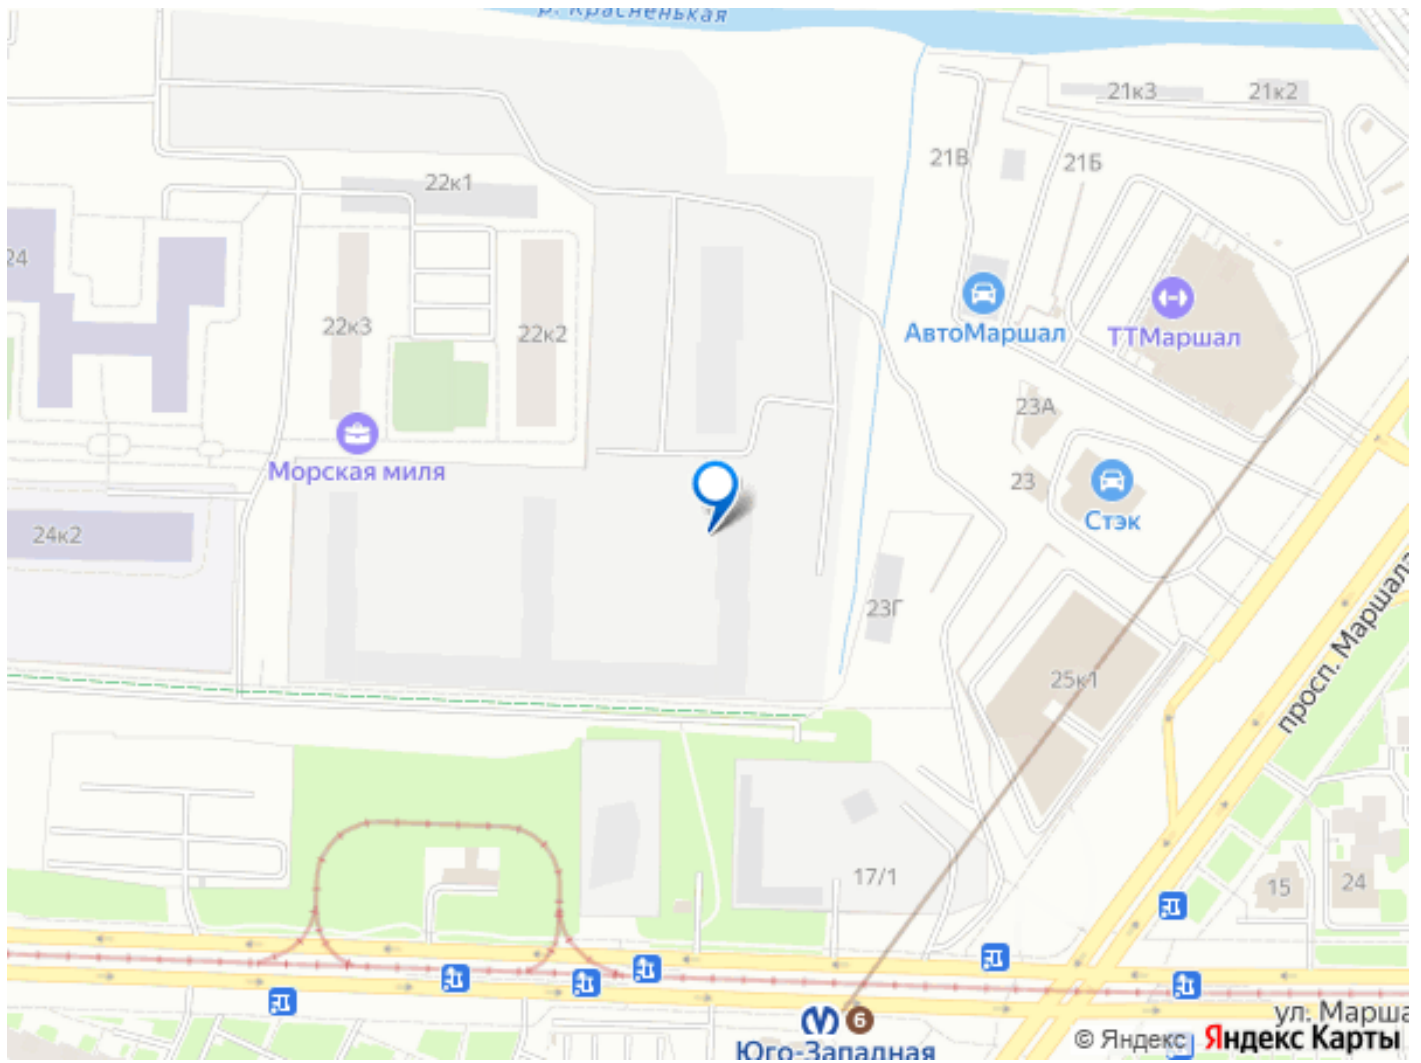 р. Красненькая
21к3
21к2
21В
21Б
22к1
24
22к3
22к2
АвтоМаршал
ТТМаршал
23А
Морская миля
23
Стэк
24к2
23Г
25к1
просп. Маршала
17/1
15
24
6
Юго-Западная
ул. Марша
© Яндекс Яндекс Карты